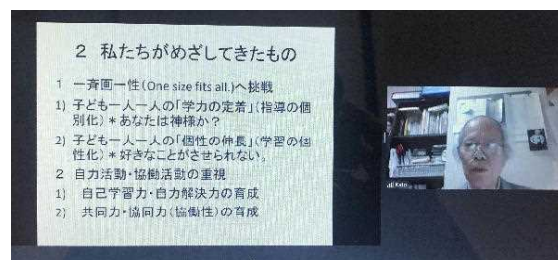 2 私たちがめざしてきたもの
1 一斉画一性(One size fits all.)へ挑戦
1) 子ども一人一人の「学力の定着」(指導の個
別化) * あなたは神様か?
2) 子ども一人一人の「個性の伸長」(学習の個
性化) * 好きなことがさせられない。
2 自力活動・協働活動の重視
1) 自己学習力・自力解決力の育成
2) 共同力・協同力(協働性)の育成